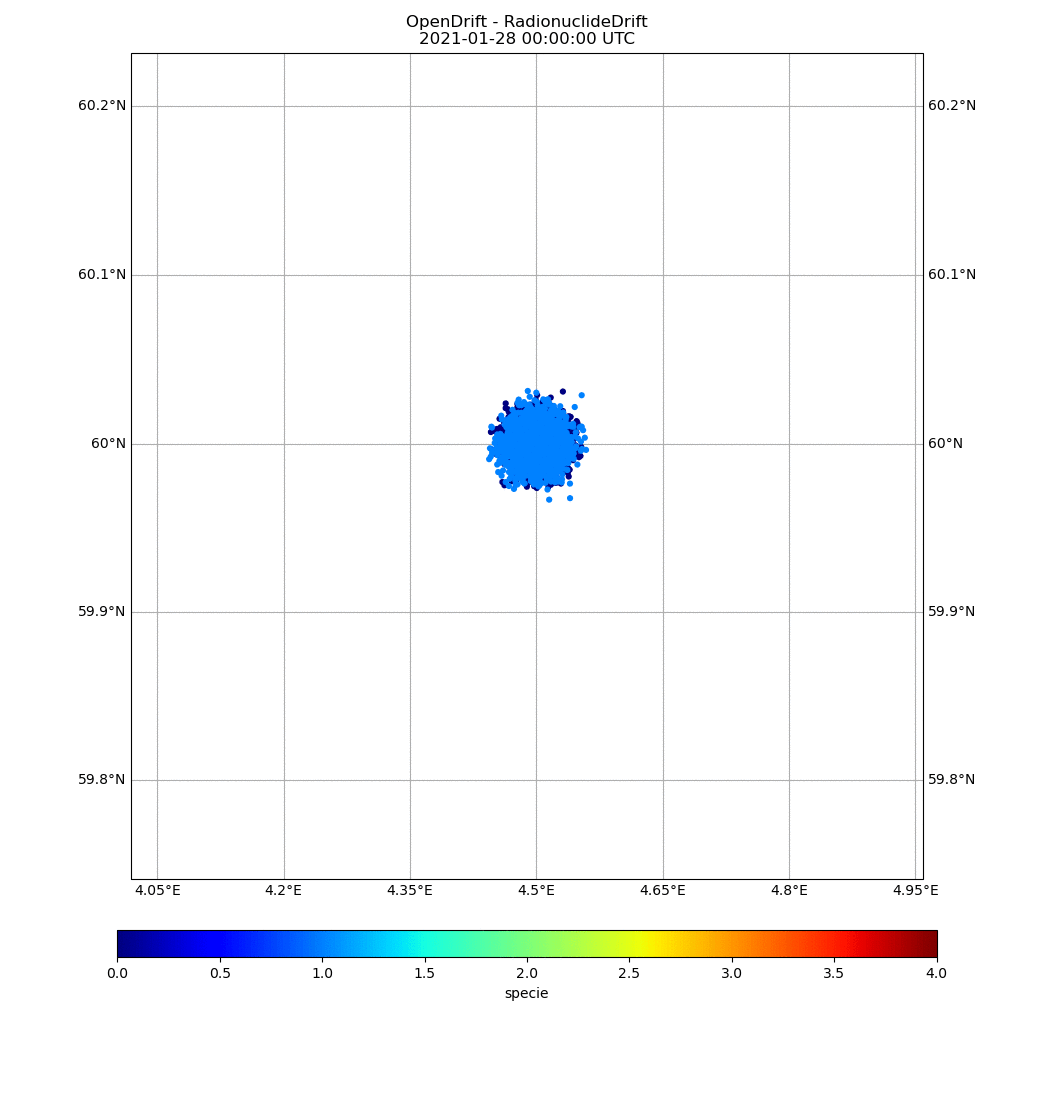 OpenDrift - RadionuclideDrift
2021-01-28 00:00:00 UTC
60.2°N 60.2°N
60.1°N 60.1°N
60°N 60°N
59.9°N 59.9°N
59.8°N 59.8°N
4.05°E 4.2°E 4.35°E 4.5°E 4.65°E 4.8°E 4.95°E
0.0 0.5 1.0 1.5 2.0 2.5 3.0 3.5 4.0
specie